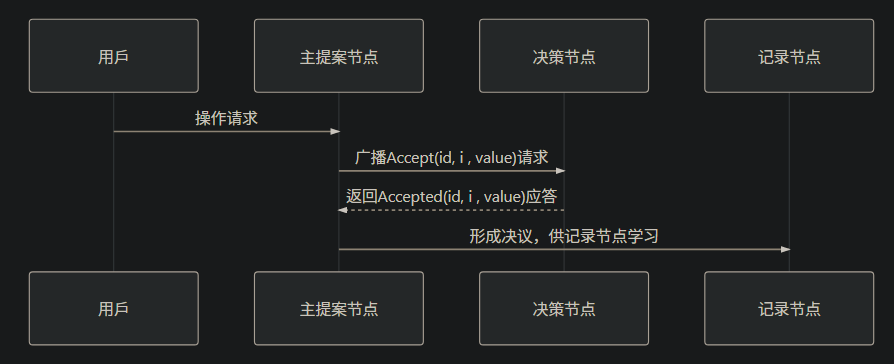 用戶
主提案节点
决策节点
记录节点
操作请求
广播Accept(id, i , value)请求
返回Accepted(id, i , value)应答
形成决议，供记录节点学习
用戶
主提案节点
决策节点
记录节点